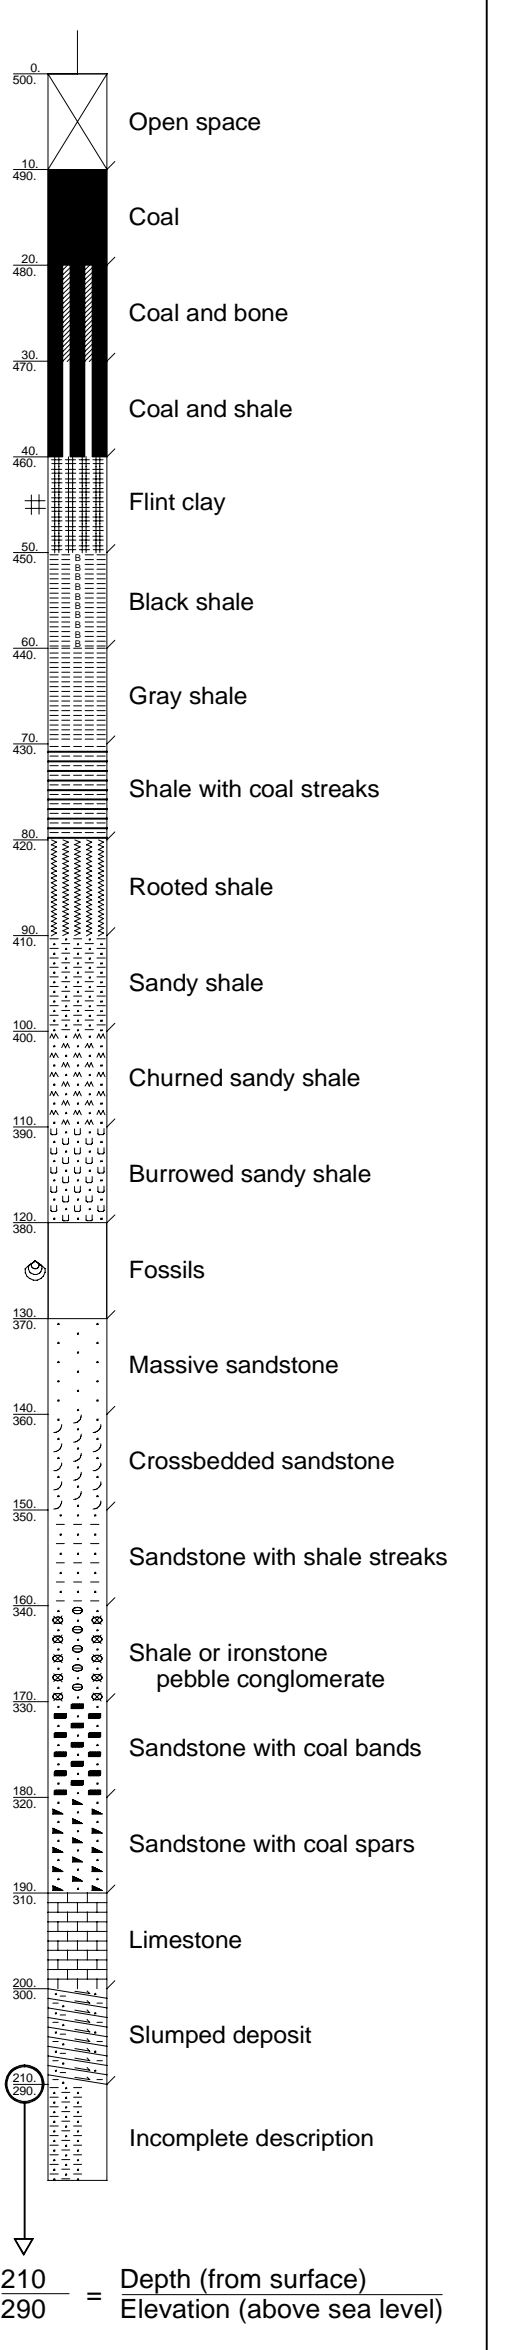 0.
500.
Open space
10.
490.
Coal
20.
480.
Coal and bone
30.
470.
Coal and shale
40.
460.
Flint clay
50.
450.
B
B
B
B
B
B
B
B
B
B
Black shale
60.
440.
Gray shale
70.
430.
Shale with coal streaks
80.
420.
Rooted shale
90.
410.
Sandy shale
100.
400.
Churned sandy shale
110.
390.
Burrowed sandy shale
120.
380.
Fossils
130.
370.
Massive sandstone
140.
360.
Crossbedded sandstone
150.
350.
Sandstone with shale streaks
160.
340.
Shale or ironstone
pebble conglomerate
170.
330.
Sandstone with coal bands
180.
320.
Sandstone with coal spars
190.
310.
Limestone
200.
300.
Slumped deposit
210.
290.
Incomplete description
210 = Depth (from surface)
290 Elevation (above sea level)